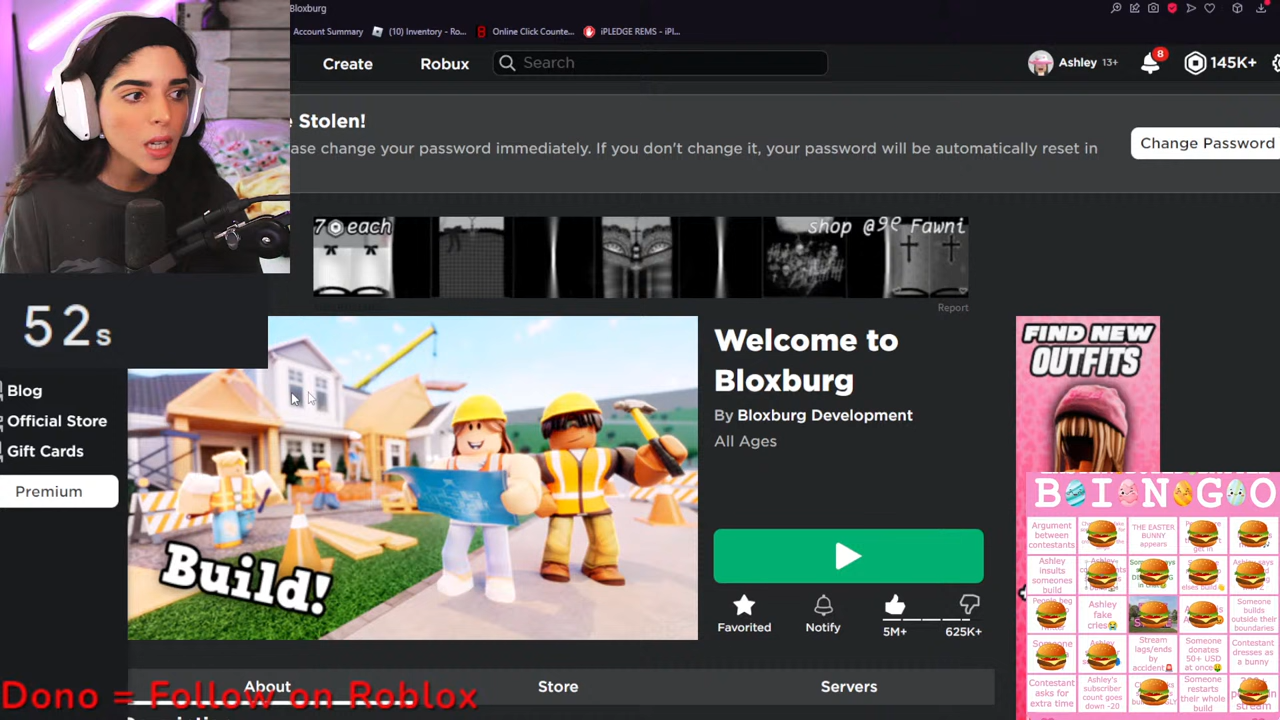 Bloxburg
Account Summary
(10) Inventory - Ro...
Online Click Counte...
iPLEDGE REMS - iPl...
Create
Robux
Search
Ashley 13+
8
145K+
e Stolen!
ase change your password immediately. If you don't change it, your password will be automatically reset in
Change Password
7 each
shop @
Fawni
Report
52s
Blog
Official Store
Gift Cards
Premium
Build!
Welcome to
Bloxburg
By Bloxburg Development
All Ages
Favorited
Notify
5M+
625K+
FIND NEW
OUTFITS
BINGO
Argument
between
contestants
THE EASTER
BUNNY
appears
Ashley
insults
someones
build
Ashley
fake
cries
Someone
builds
outside their
boundaries
Stream
lags/ends
by
accident
Someone
donates
50+ USD
at once
Contestant
dresses as
a bunny
Contestant
asks for
extra time
Ashley's
subscriber
count goes
down ~20
Someone
restarts
their whole
build
stream
About
Store
Servers
Dono = Follow on Roblox